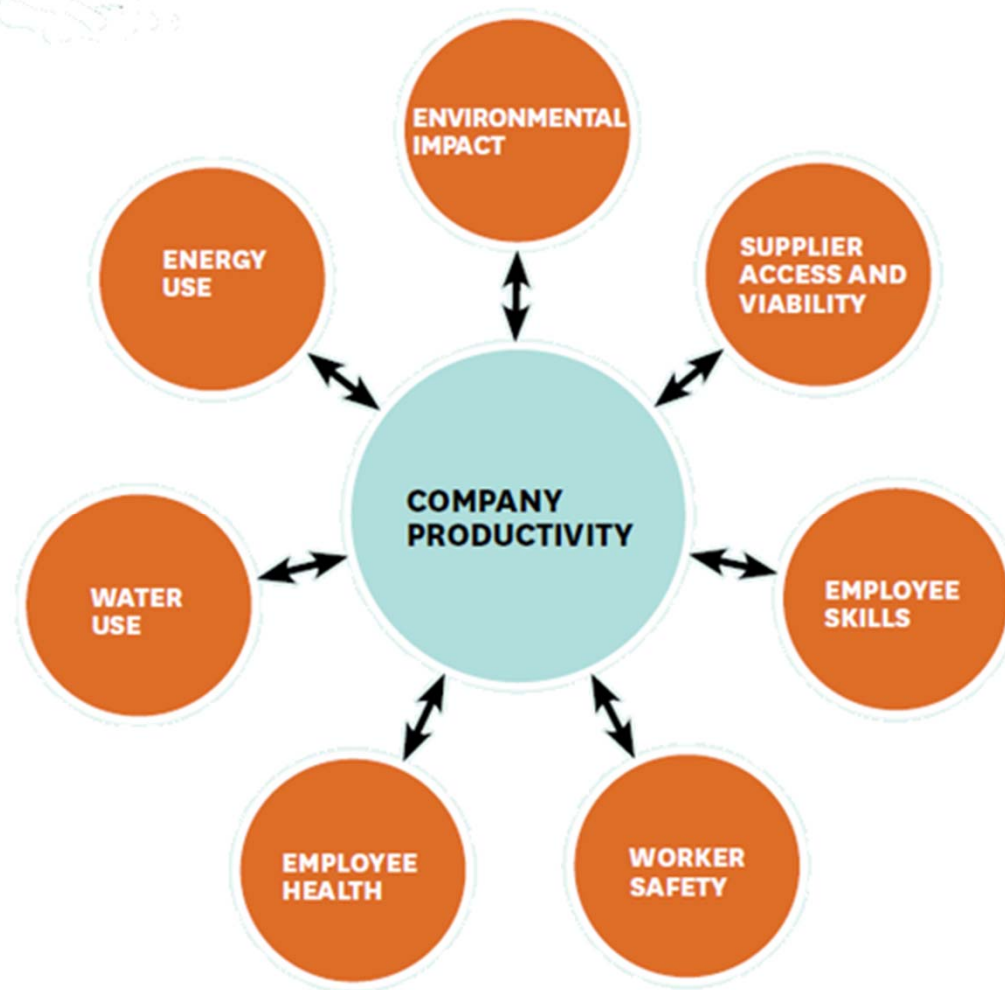 ENVIRONMENTAL
IMPACT
SUPPLIER
ACCESS AND
VIABILITY
ENERGY
USE
COMPANY
PRODUCTIVITY
EMPLOYEE
SKILLS
WATER
USE
WORKER
SAFETY
EMPLOYEE
HEALTH